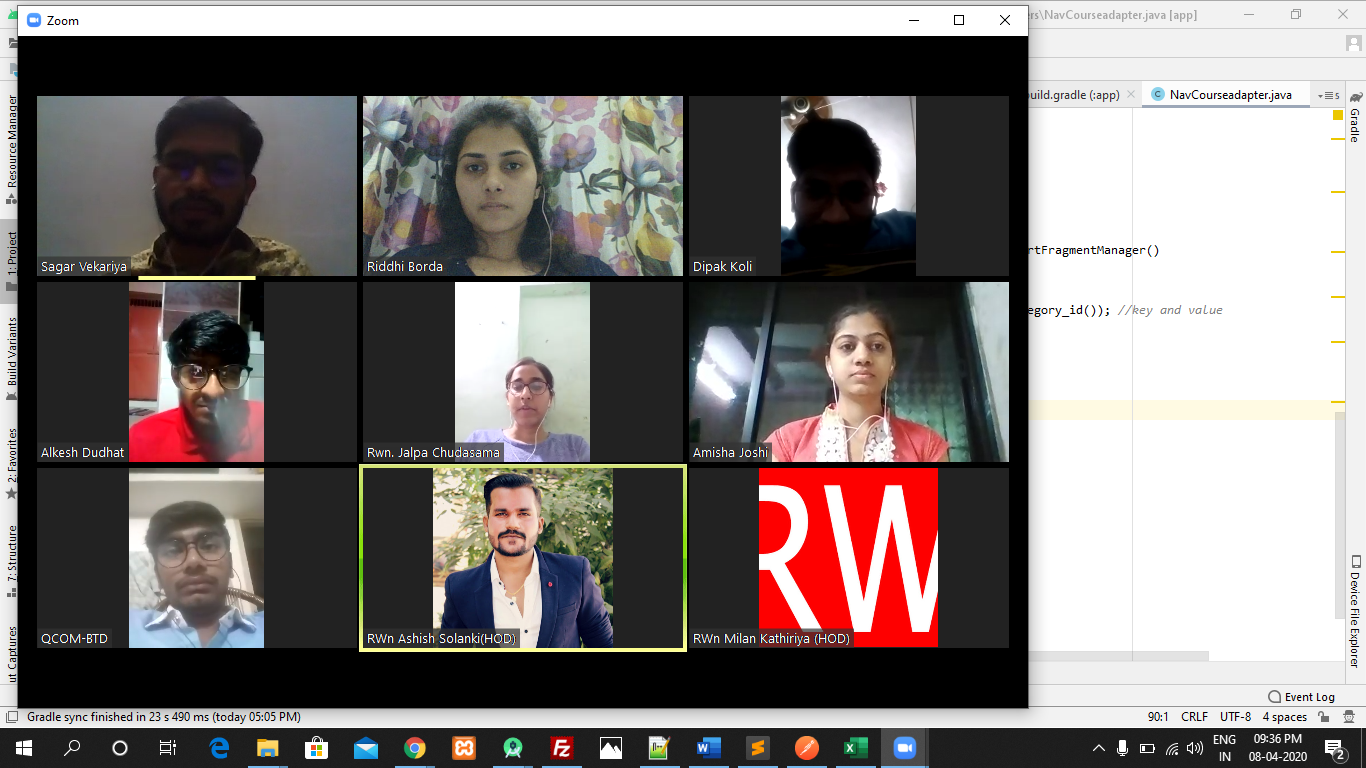 Zoom
rs\NavCourseadapter.java [app]
uild.gradle (:app)
NavCourseadapter.java
5
Resource Manager
1: Project
Build Variants
2: Favorites
7: Structure
ut Captures
Gradle
Device File Explorer
rtFragmentManager()
egory_id()); //key and value
Sagar Vekariya
Riddhi Borda
Dipak Koli
Alkesh Dudhat
Rwn. Jalpa Chudasama
Amisha Joshi
QCOM-BTD
RWn Ashish Solanki(HOD)
RW
RWn Milan Kathiriya (HOD)
Event Log
Gradle sync finished in 23 s 490 ms (today 05:05 PM)
90:1 CRLF UTF-8 4 spaces
ENG
IN
09:36 PM
08-04-2020
2